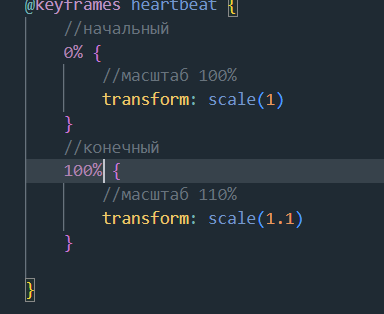 @keyframes heartbeat {
//начальный
0% {
//масштаб 100%
transform: scale(1)
}
//конечный
100% {
//масштаб 110%
transform: scale(1.1)
}
}